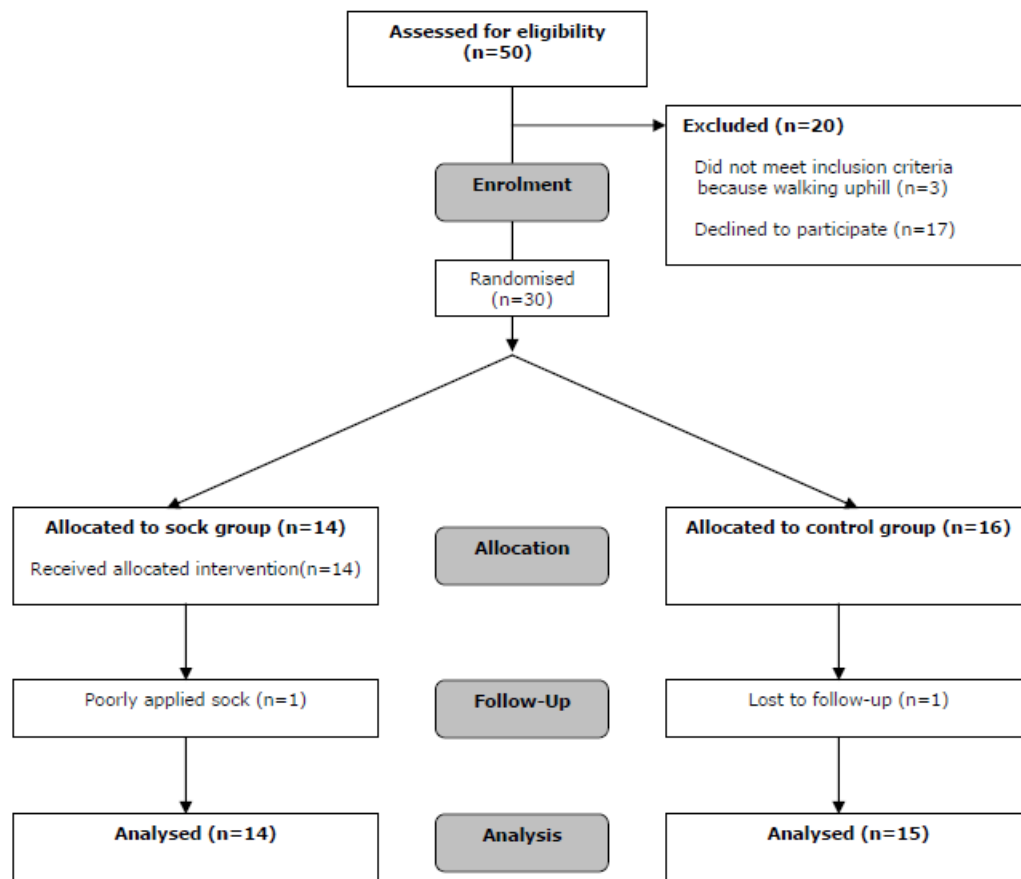 Assessed for eligibility
(n=50)
Excluded (n=20)
Did not meet inclusion criteria
because walking uphill (n=3)
Declined to participate (n=17)
Enrolment
Randomised
(n=30)
Allocated to sock group (n=14)
Received allocated intervention(n=14)
Allocation
Allocated to control group (n=16)
Poorly applied sock (n=1)
Follow-Up
Lost to follow-up (n=1)
Analysed (n=14)
Analysis
Analysed (n=15)